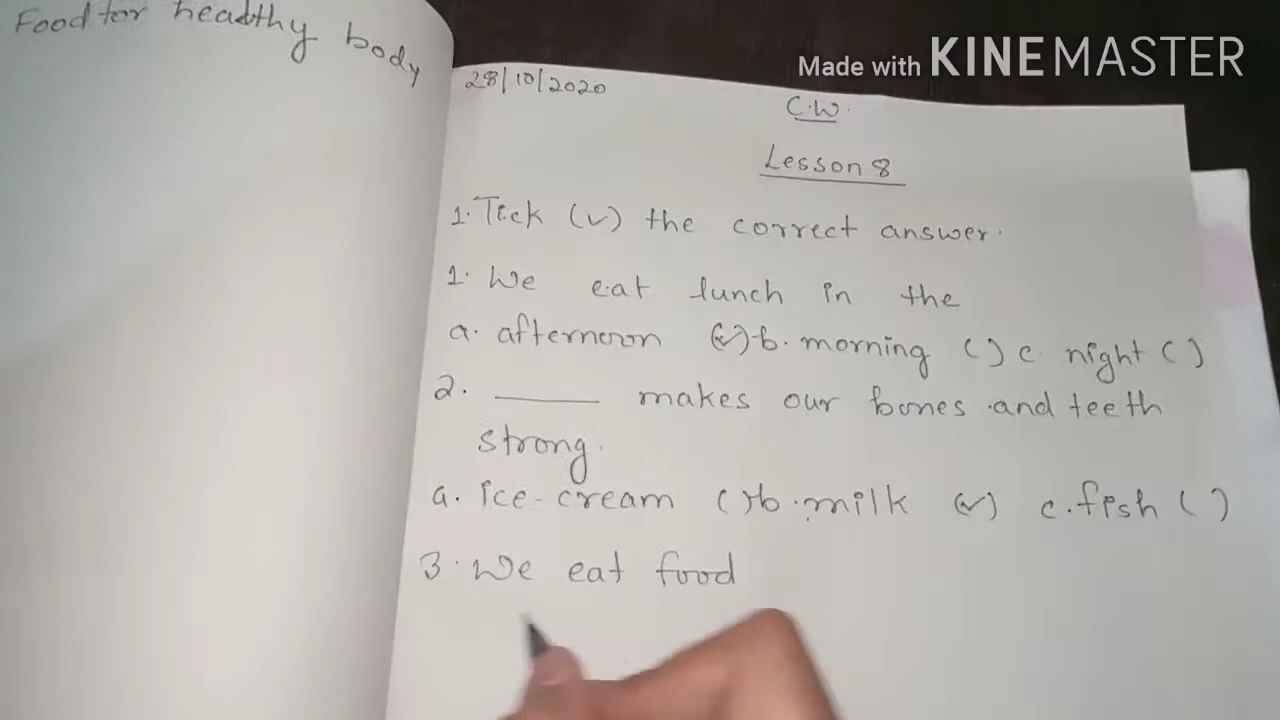 Food for healthy body
Made with KINEMASTER
28/10/2020
C.W.
Lesson 8
1. Tick (✓) the correct answer.
1. We eat lunch in the
a. afternoon (✓) b. morning ( ) c. night ( )
2. ______ makes our bones and teeth
strong.
a. ice-cream ( ) b. milk (✓) c. fish ( )
3. We eat food